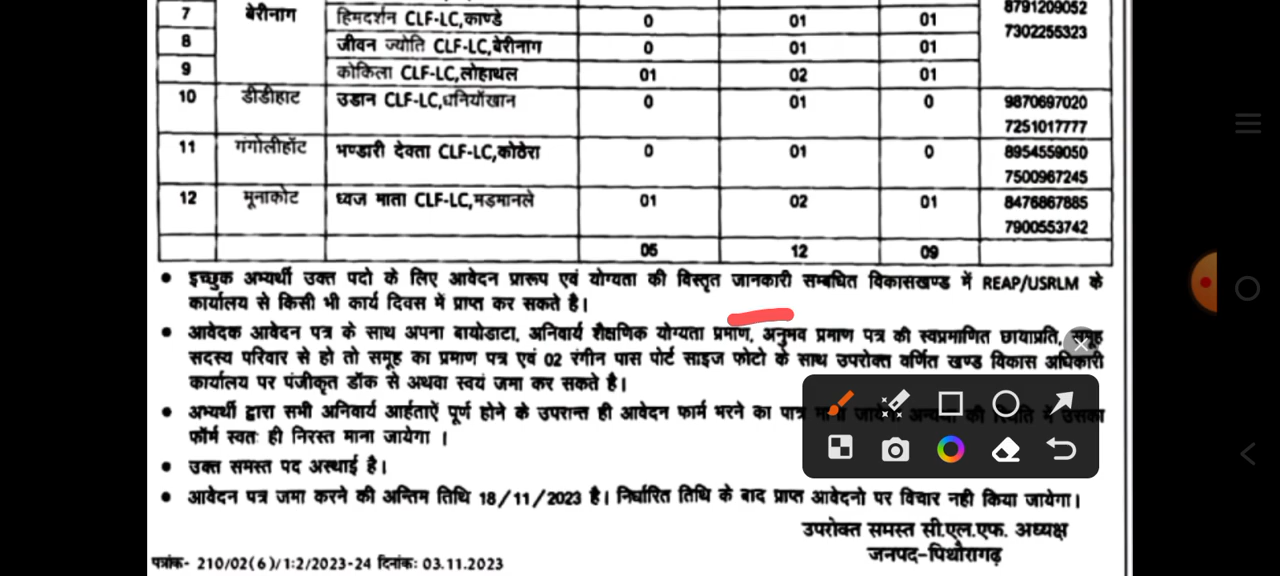 7 बेरीनाग हिमदर्शन CLF-LC,काण्डे 0 01 01 8791209052
7302255323
8 जीवन ज्योति CLF-LC,बेरीनाग 0 01 01
9 कोकिला CLF-LC,लोहाथल 01 02 01
10 डीडीहाट उडान CLF-LC,धनियॉखान 0 01 0 9870697020
7251017777
11 गंगोलीहॉट भण्डारी देवता CLF-LC,कोठेरा 0 01 0 8954559050
7500967245
12 मूनाकोट ध्वज माता CLF-LC,मड़मानले 01 02 01 8476867885
7900553742
05 12 09
• इच्छुक अभ्यर्थी उक्त पदो के लिए आवेदन प्रारूप एवं योग्यता की विस्तृत जानकारी सम्बधित विकासखण्ड में REAP/USRLM के
कार्यालय से किसी भी कार्य दिवस में प्राप्त कर सकते है।
• आवेदक आवेदन पत्र के साथ अपना बायोडाटा, अनिवार्य शैक्षणिक योग्यता प्रमाण, अनुभव प्रमाण पत्र की स्वप्रमाणित छायाप्रति, समूह
सदस्य परिवार से हो तो समूह का प्रमाण पत्र एवं 02 रंगीन पास पोर्ट साइज फोटो के साथ उपरोक्त वर्णित खण्ड विकास अधिकारी
कार्यालय पर पंजीकृत डॉक से अथवा स्वयं जमा कर सकते है।
• अभ्यर्थी द्वारा सभी अनिवार्य आर्हताऐं पूर्ण होने के उपरान्त ही आवेदन फार्म भरने का पात्र माना जायेगा अन्यथा की स्थिति में उसका
फॉर्म स्वतः ही निरस्त माना जायेगा ।
• उक्त समस्त पद अस्थाई है।
• आवेदन पत्र जमा करने की अन्तिम तिथि 18/11/2023 है। निर्धारित तिथि के बाद प्राप्त आवेदनो पर विचार नही किया जायेगा।
उपरोक्त समस्त सी.एल.एफ. अध्यक्ष
जनपद-पिथौरागढ़
पत्रांक- 210/02(6)/1:2/2023-24 दिनांक: 03.11.2023